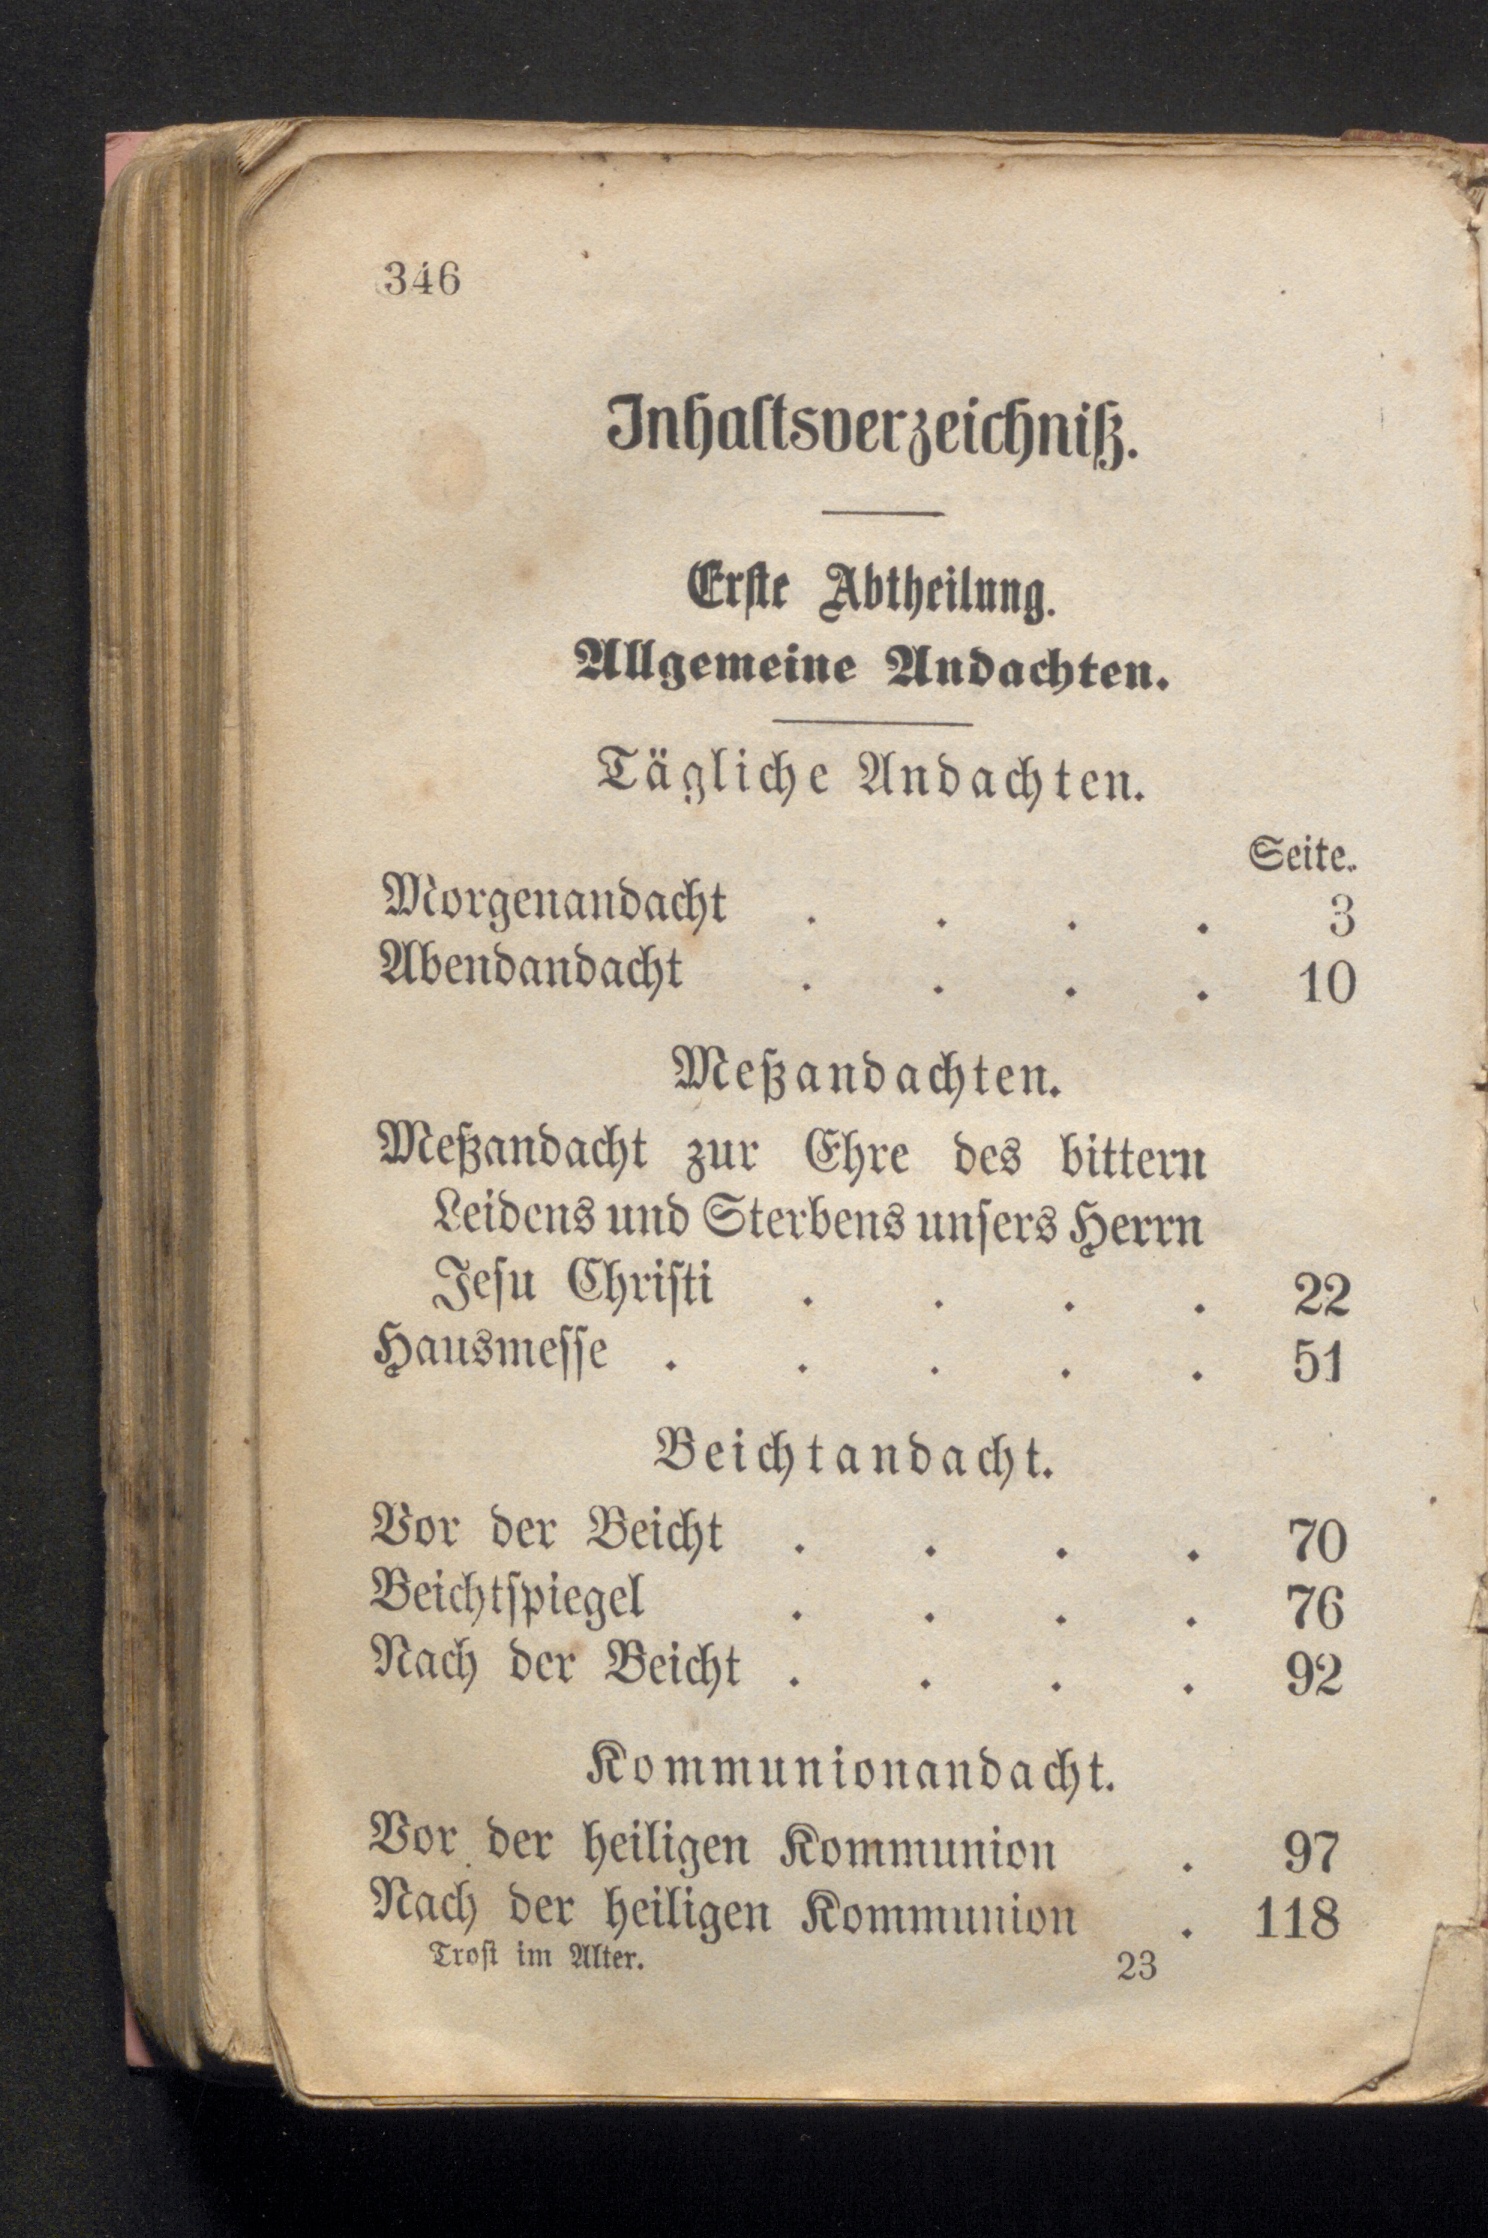 346
Inhaltsverzeichniß.
Erste Abtheilung.
Allgemeine Andachten.
Tägliche Andachten.
Seite.
Morgenandacht . . . . 3
Abendandacht . . . . 10
Meßandachten.
Meßandacht zur Ehre des bittern
Leidens und Sterbens unsers Herrn
Jesu Christi . . . . 22
Hausmesse . . . . . 51
Beichtandacht.
Vor der Beicht . . . . 70
Beichtspiegel . . . . 76
Nach der Beicht . . . . 92
Kommunionandacht.
Vor der heiligen Kommunion . 97
Nach der heiligen Kommunion . 118
Trost im Alter. 23